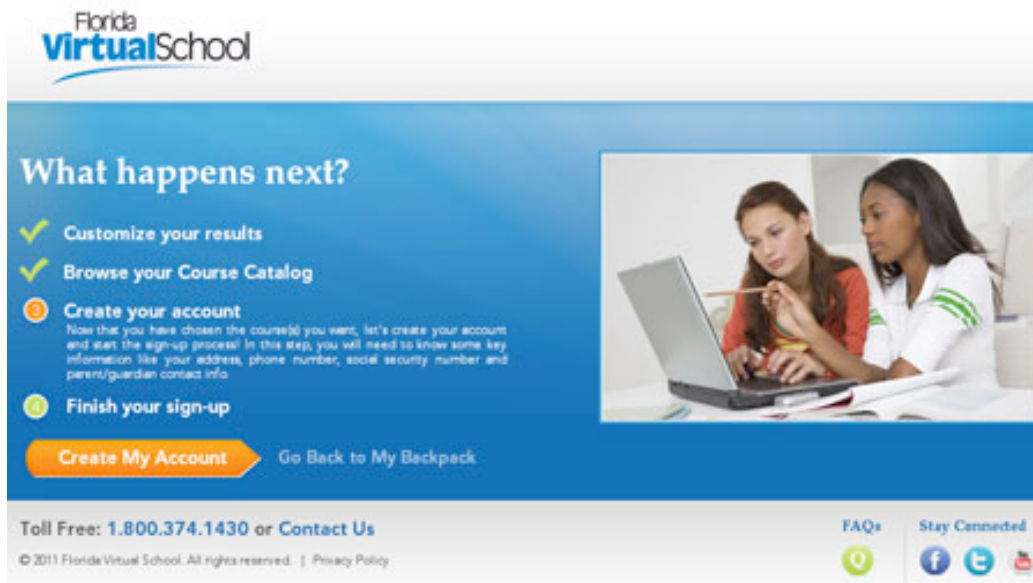 Florida
VirtualSchool
What happens next?
Customize your results
Browse your Course Catalog
3 Create your account
Now that you have chosen the course(s) you want, let's create your account
and start the sign-up process! In this step, you will need to know some key
information like your address, phone number, social security number and
parent/guardian contact info.
4 Finish your sign-up
Create My Account Go Back to My Backpack
Toll Free: 1.800.374.1430 or Contact Us
FAQs Stay Connected
© 2011 Florida Virtual School. All rights reserved. | Privacy Policy
Q f t